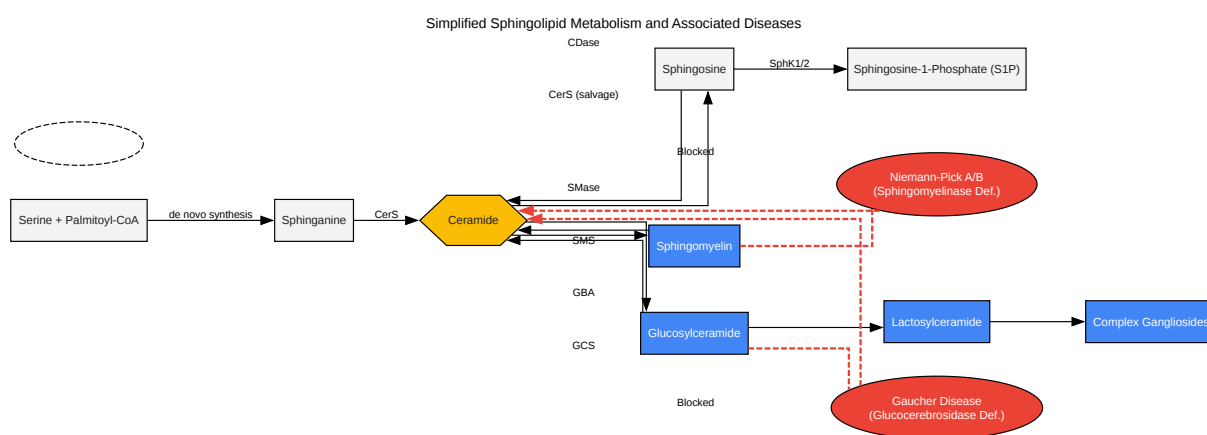 Simplified Sphingolipid Metabolism and Associated Diseases
CDase
Sphingosine
SphK1/2
Sphingosine-1-Phosphate (S1P)
CerS (salvage)
Blocked
Niemann-Pick A/B
(Sphingomyelinase Def.)
SMase
Serine + Palmitoyl-CoA
de novo synthesis
Sphinganine
CerS
Ceramide
SMS
Sphingomyelin
GBA
Glucosylceramide
Lactosylceramide
Complex Gangliosides
GCS
Blocked
Gaucher Disease
(Glucocerebrosidase Def.)